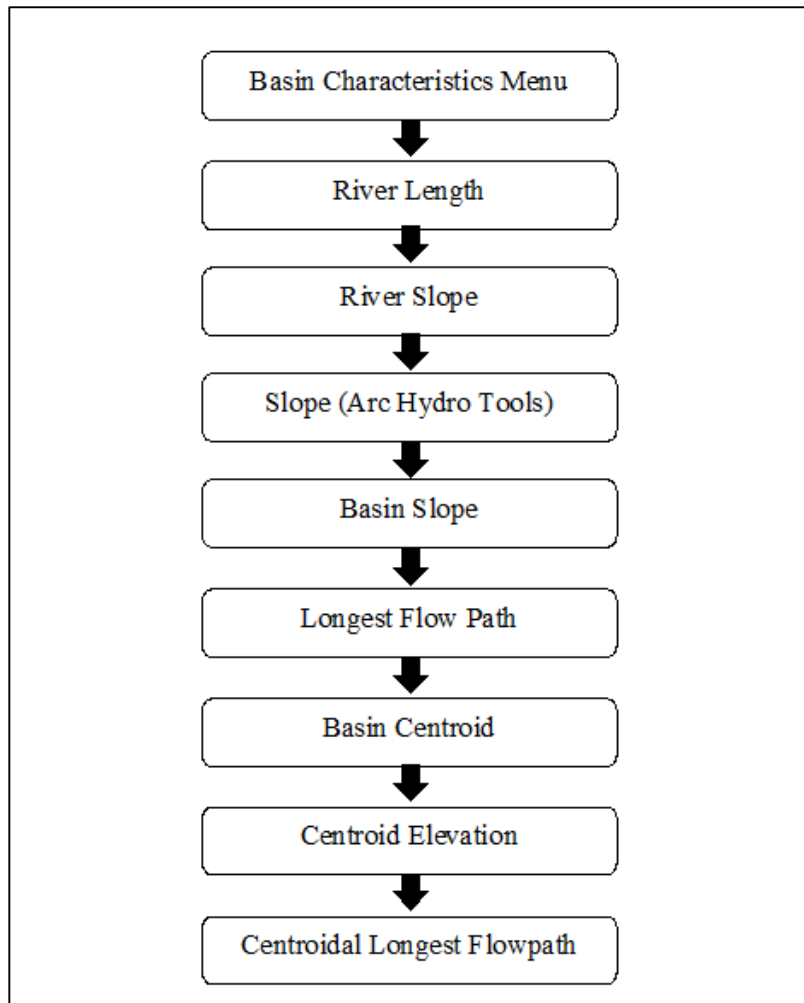 Basin Characteristics Menu
River Length
River Slope
Slope (Arc Hydro Tools)
Basin Slope
Longest Flow Path
Basin Centroid
Centroid Elevation
Centroidal Longest Flowpath